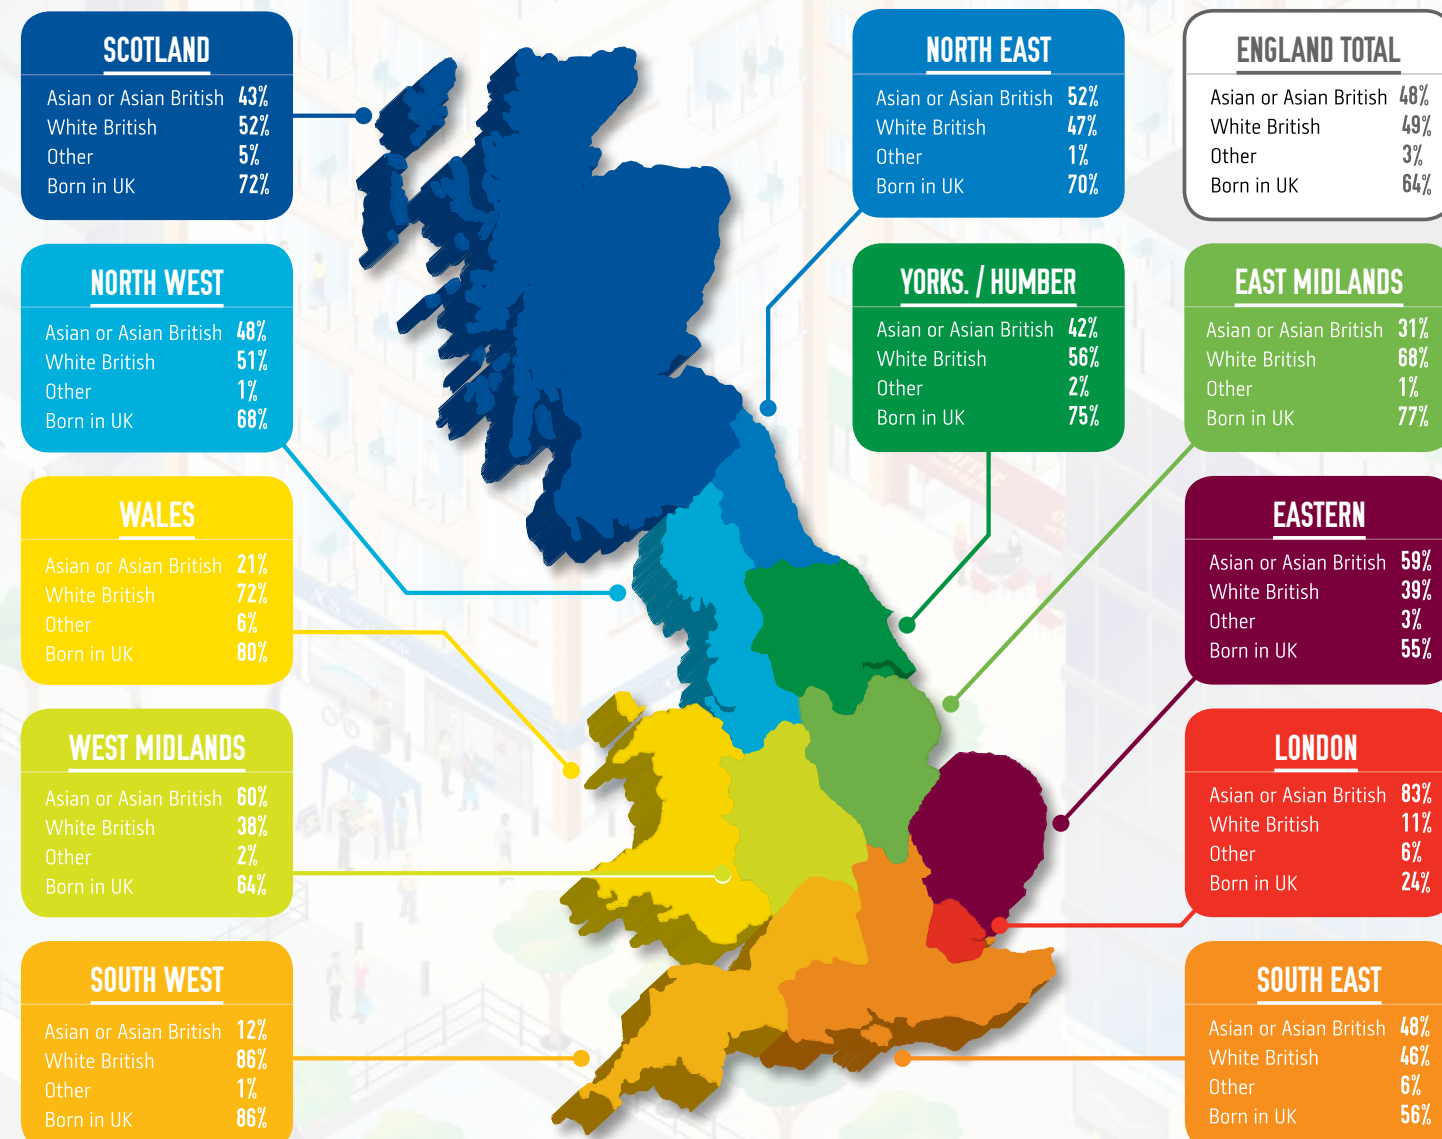 SCOTLAND
Asian or Asian British 43%
White British 52%
Other 5%
Born in UK 72%
NORTH EAST
Asian or Asian British 52%
White British 47%
Other 1%
Born in UK 70%
ENGLAND TOTAL
Asian or Asian British 48%
White British 49%
Other 3%
Born in UK 64%
NORTH WEST
Asian or Asian British 48%
White British 51%
Other 1%
Born in UK 68%
YORKS. / HUMBER
Asian or Asian British 42%
White British 56%
Other 2%
Born in UK 75%
EAST MIDLANDS
Asian or Asian British 31%
White British 68%
Other 1%
Born in UK 77%
WALES
Asian or Asian British 21%
White British 72%
Other 6%
Born in UK 80%
EASTERN
Asian or Asian British 59%
White British 39%
Other 3%
Born in UK 55%
WEST MIDLANDS
Asian or Asian British 60%
White British 38%
Other 2%
Born in UK 64%
LONDON
Asian or Asian British 83%
White British 11%
Other 6%
Born in UK 24%
SOUTH WEST
Asian or Asian British 12%
White British 86%
Other 1%
Born in UK 86%
SOUTH EAST
Asian or Asian British 48%
White British 46%
Other 6%
Born in UK 56%